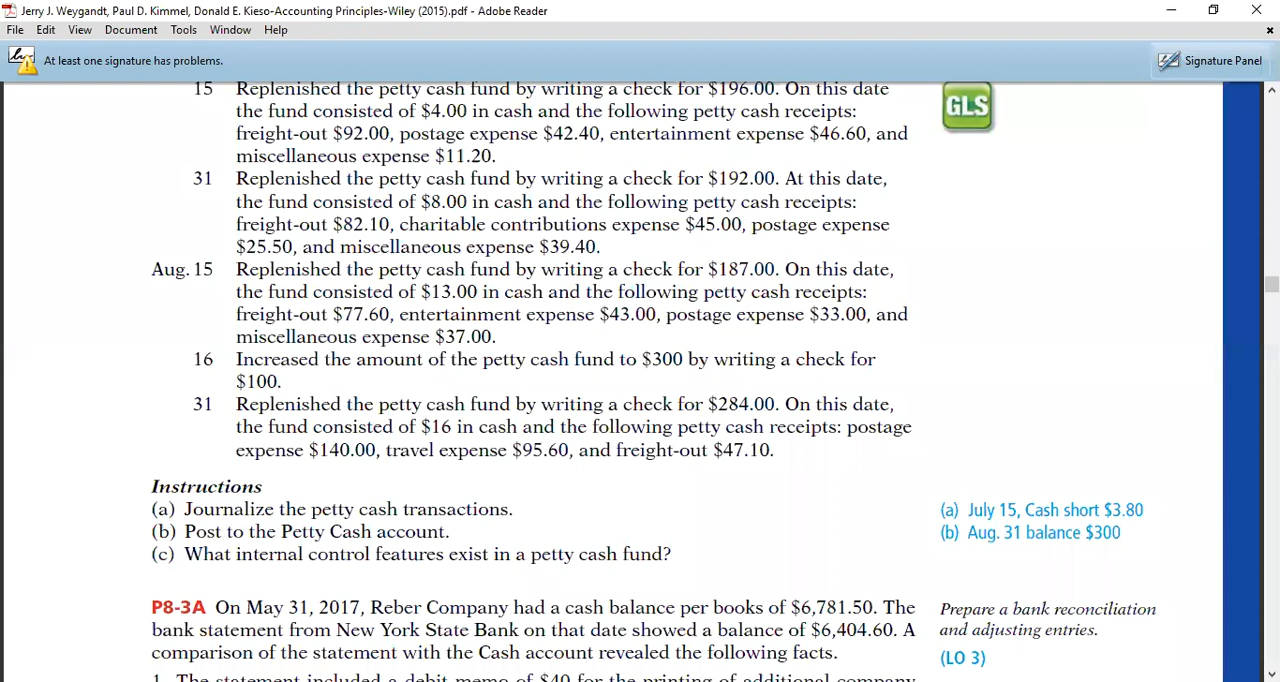 Jerry J. Weygandt, Paul D. Kimmel, Donald E. Kieso-Accounting Principles-Wiley (2015).pdf - Adobe Reader
File Edit View Document Tools Window Help
At least one signature has problems.
Signature Panel
15 Replenished the petty cash fund by writing a check for $196.00. On this date
the fund consisted of $4.00 in cash and the following petty cash receipts:
freight-out $92.00, postage expense $42.40, entertainment expense $46.60, and
miscellaneous expense $11.20.
GLS
31 Replenished the petty cash fund by writing a check for $192.00. At this date,
the fund consisted of $8.00 in cash and the following petty cash receipts:
freight-out $82.10, charitable contributions expense $45.00, postage expense
$25.50, and miscellaneous expense $39.40.
Aug. 15 Replenished the petty cash fund by writing a check for $187.00. On this date,
the fund consisted of $13.00 in cash and the following petty cash receipts:
freight-out $77.60, entertainment expense $43.00, postage expense $33.00, and
miscellaneous expense $37.00.
16 Increased the amount of the petty cash fund to $300 by writing a check for
$100.
31 Replenished the petty cash fund by writing a check for $284.00. On this date,
the fund consisted of $16 in cash and the following petty cash receipts: postage
expense $140.00, travel expense $95.60, and freight-out $47.10.
Instructions
(a) Journalize the petty cash transactions.
(b) Post to the Petty Cash account.
(c) What internal control features exist in a petty cash fund?
(a) July 15, Cash short $3.80
(b) Aug. 31 balance $300
P8-3A On May 31, 2017, Reber Company had a cash balance per books of $6,781.50. The
bank statement from New York State Bank on that date showed a balance of $6,404.60. A
comparison of the statement with the Cash account revealed the following facts.
Prepare a bank reconciliation
and adjusting entries.
(LO 3)
1. The statement included a debit memo of $40 for the printing of additional company